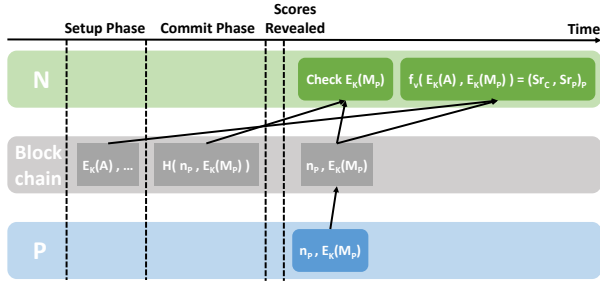 Scores
Setup Phase Commit Phase Revealed Time
N
Check E_K(M_P)
f_v( E_K(A) , E_K(M_P) ) = (Sr_C , Sr_P)_P
Block
chain
E_K(A) , ...
H( n_P , E_K(M_P) )
n_P , E_K(M_P)
P
n_P , E_K(M_P)